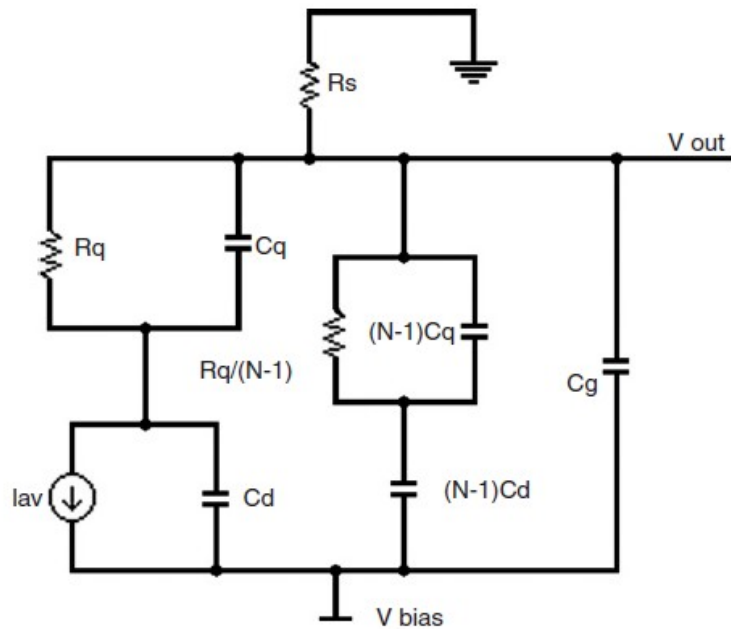 Rs
V out
Rq
Cq
(N-1)Cq
Rq/(N-1)
Cg
Iav
Cd
(N-1)Cd
V bias